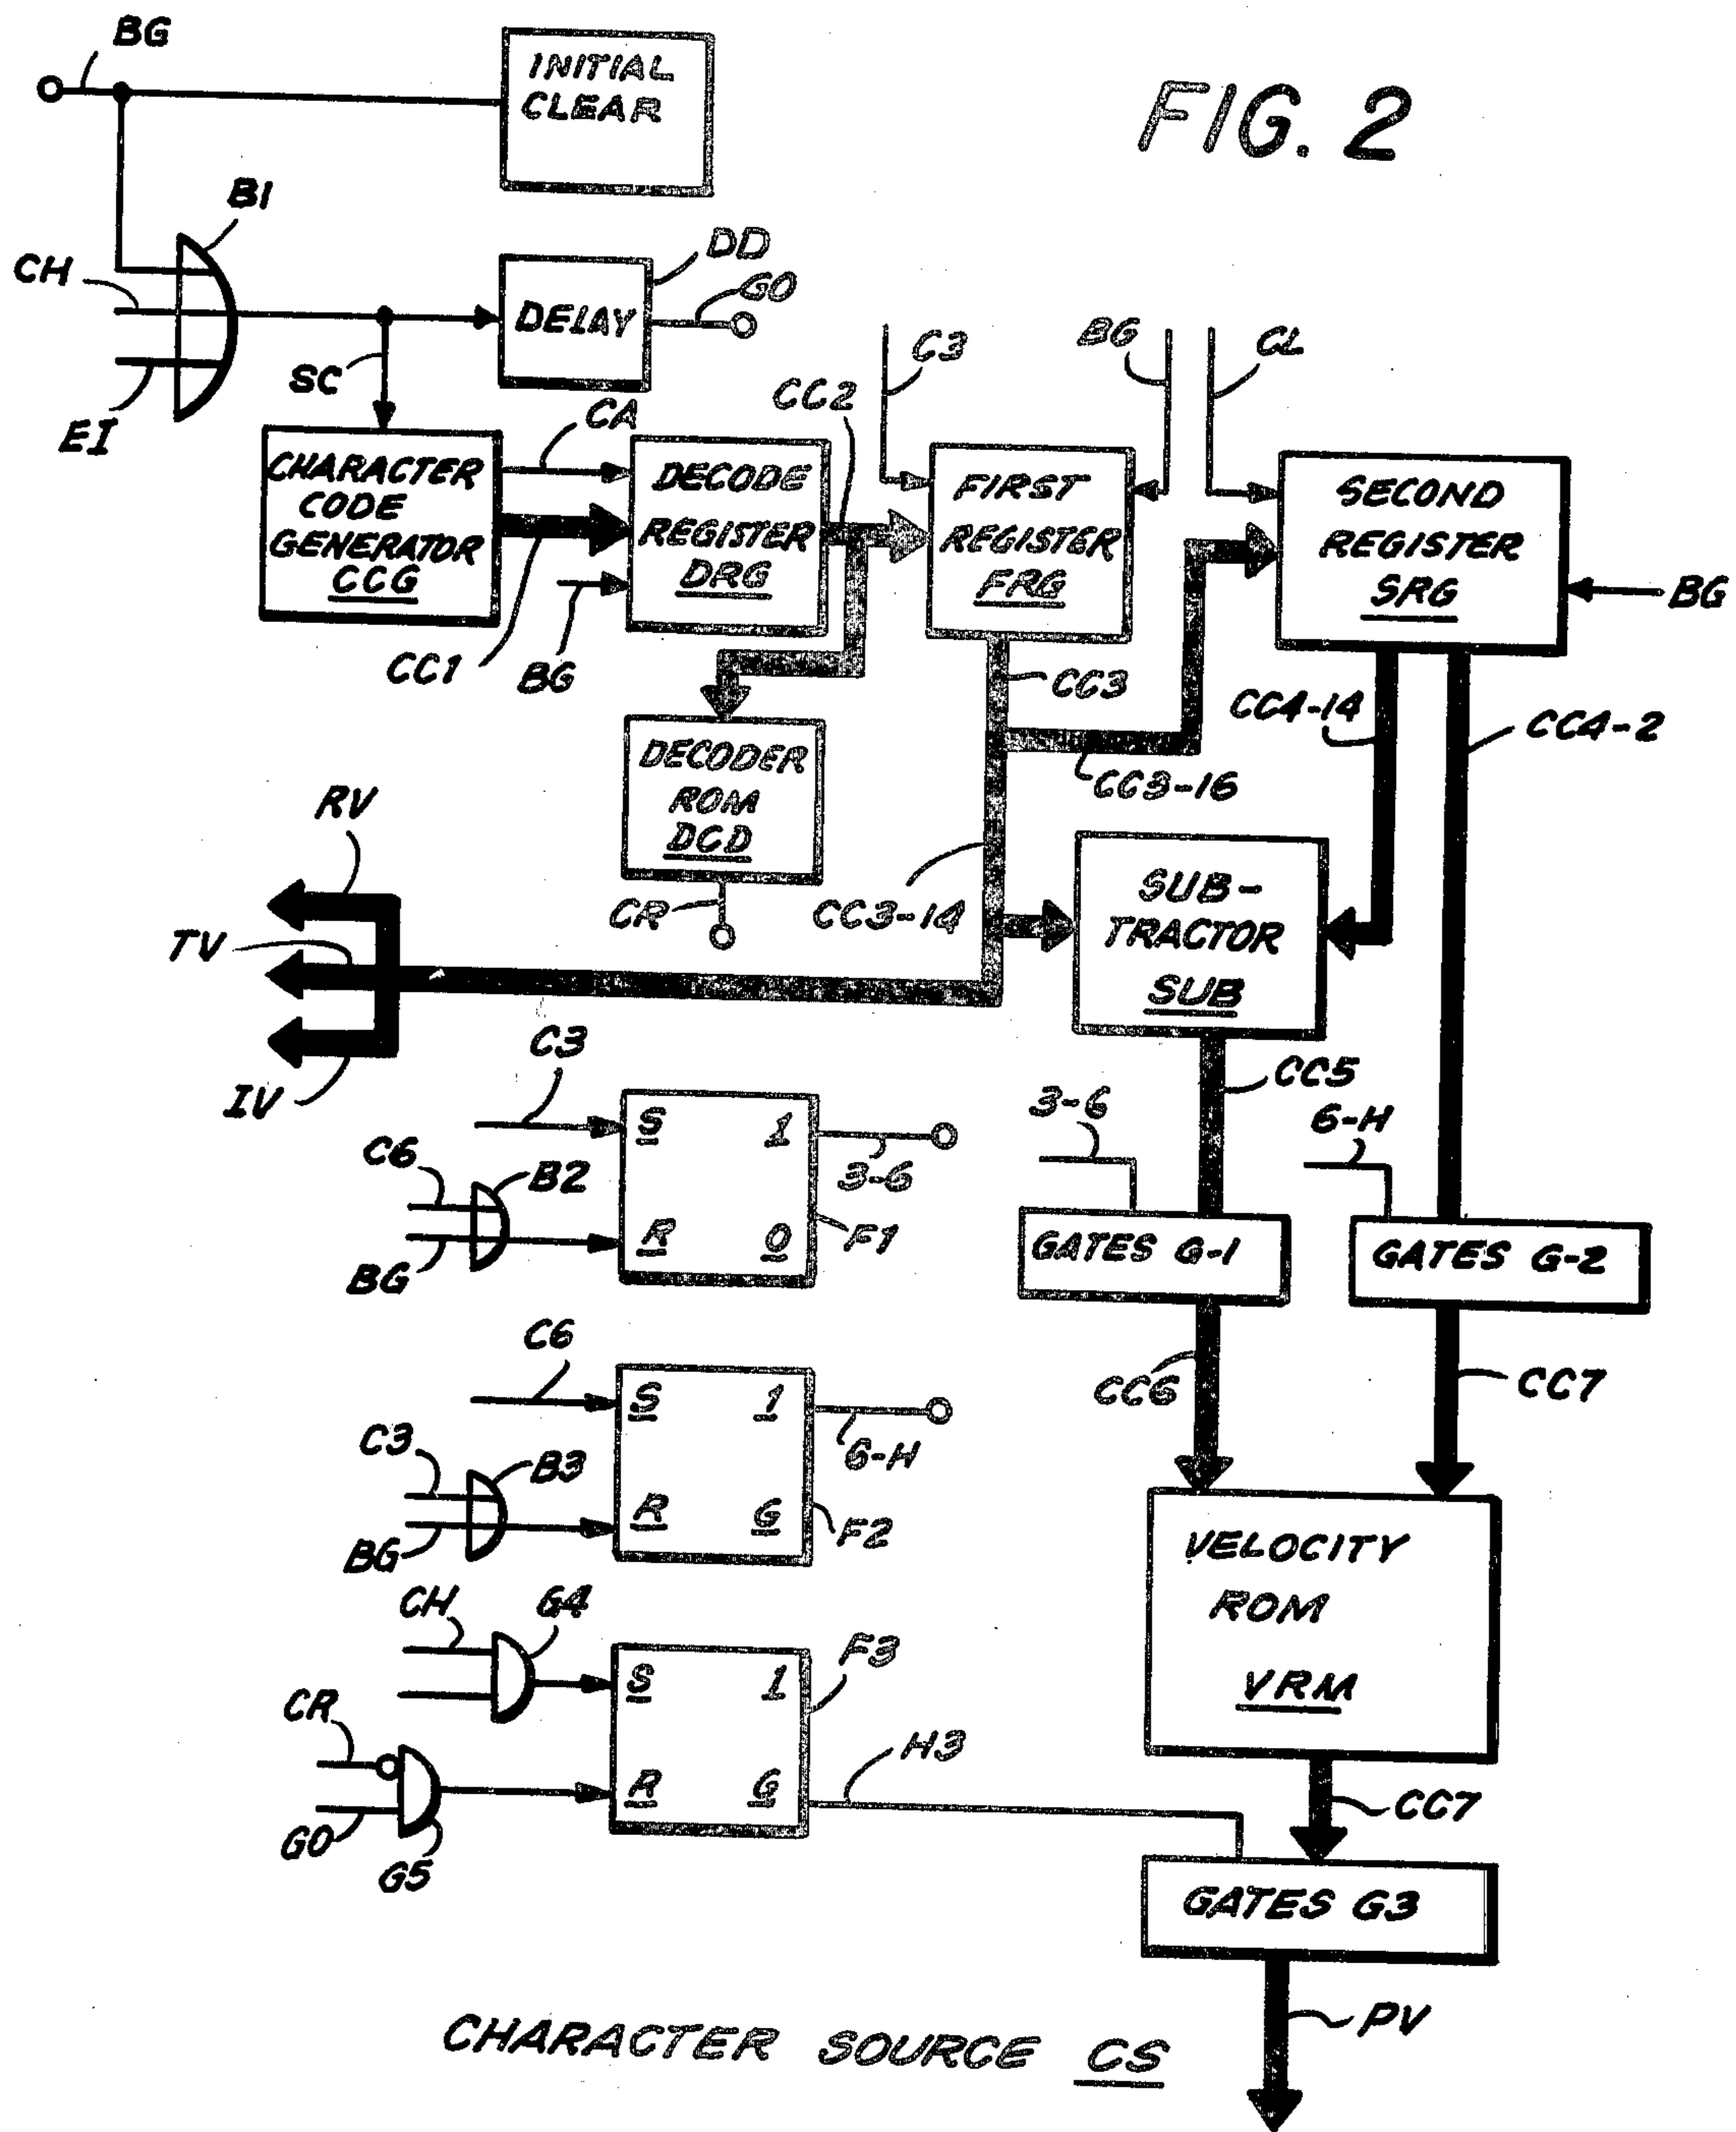 BG
INITIAL
CLEAR
FIG. 2
B1
CH
DD
GO
DELAY
EI
SC
C3
BG
CL
CA
CC2
CHARACTER
CODE
GENERATOR
CCG
DECODE
REGISTER
DRG
FIRST
REGISTER
FRG
SECOND
REGISTER
SRG
BG
CC1
BG
CC3
CC4-14
CC4-2
DECODER
ROM
DCD
CC3-16
RV
CR
CC3-14
SUB-
TRACTOR
SUB
TV
IV
C3
CC5
3-6
6-H
S 1
3-6
C6
B2
R 0
F1
BG
GATES G-1
GATES G-2
C6
CC6
CC7
S 1
6-H
C3
B3
R G
F2
BG
VELOCITY
ROM
VRM
CH
G4
F3
S 1
CR
H3
R G
GO
G5
CC7
GATES G3
PV
CHARACTER SOURCE CS